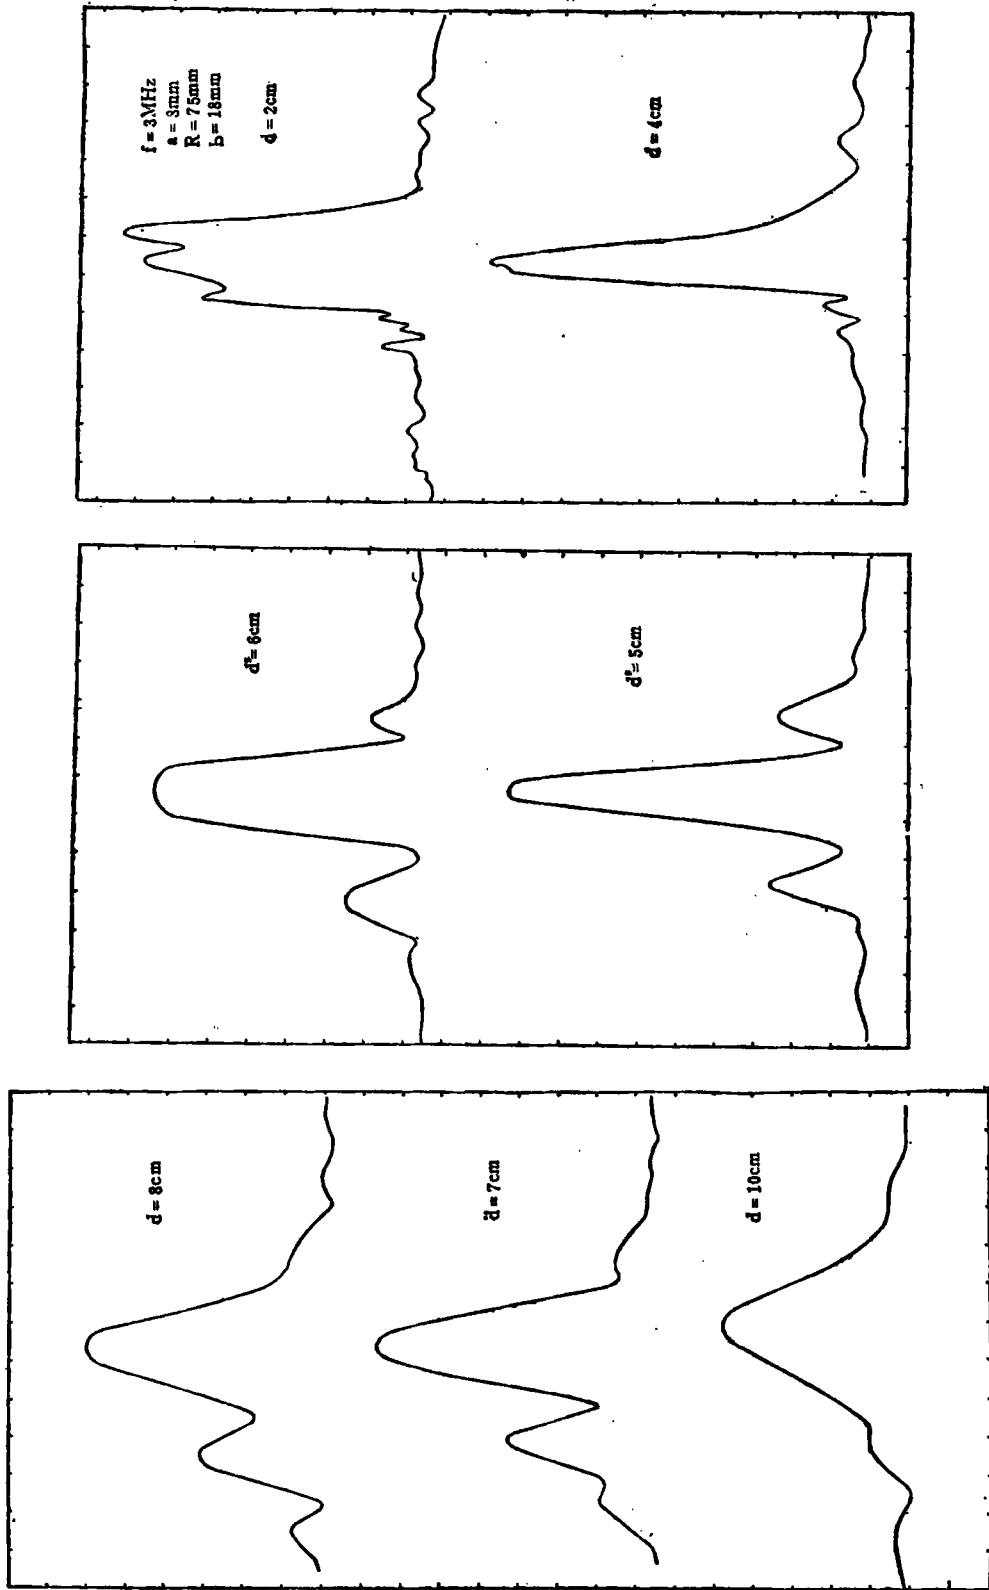 f = 3MHz
a = 3mm
R = 75mm
b = 18mm
d = 2cm
d = 4cm
d = 6cm
d = 5cm
d = 8cm
d = 7cm
d = 10cm